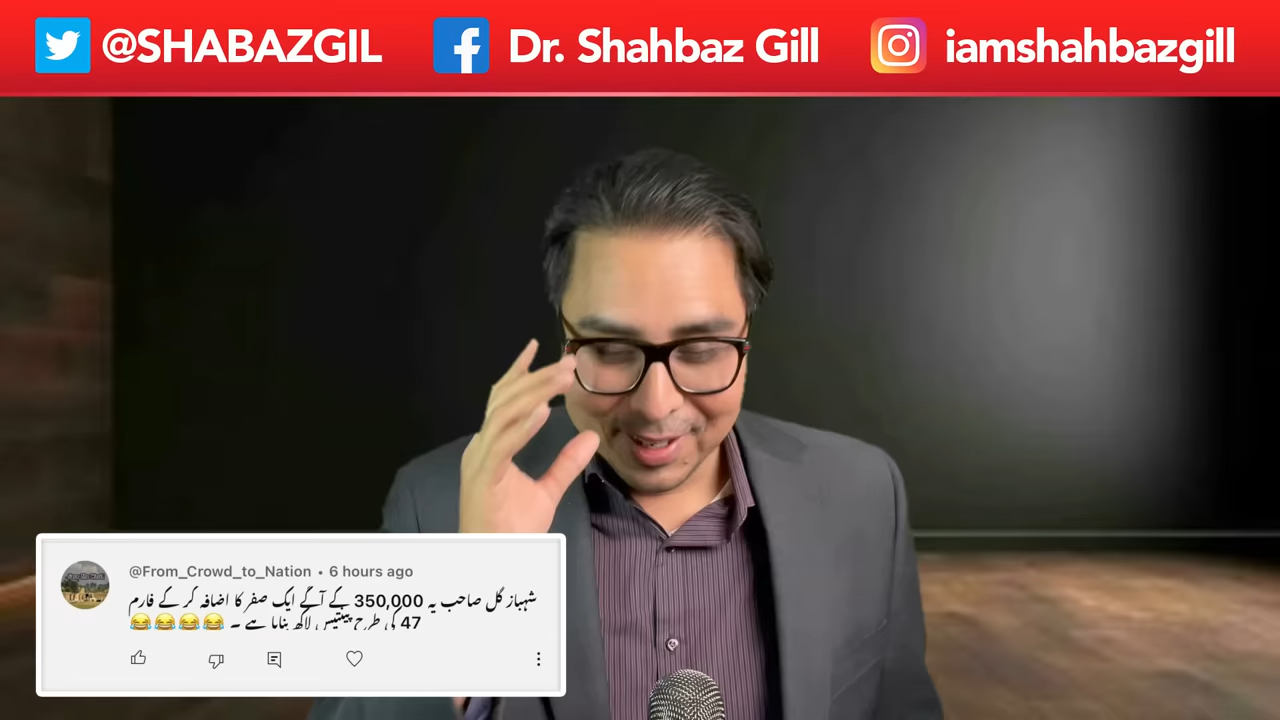 @SHABAZGIL
Dr. Shahbaz Gill
iamshahbazgill
@From_Crowd_to_Nation • 6 hours ago
شہباز گل صاحب یہ 350,000 کے آگے ایک صفر کا اضافہ کر کے فارم
47 کی طرح پینتیس لاکھ بنایا ہے ۔ 😂😂😂😂